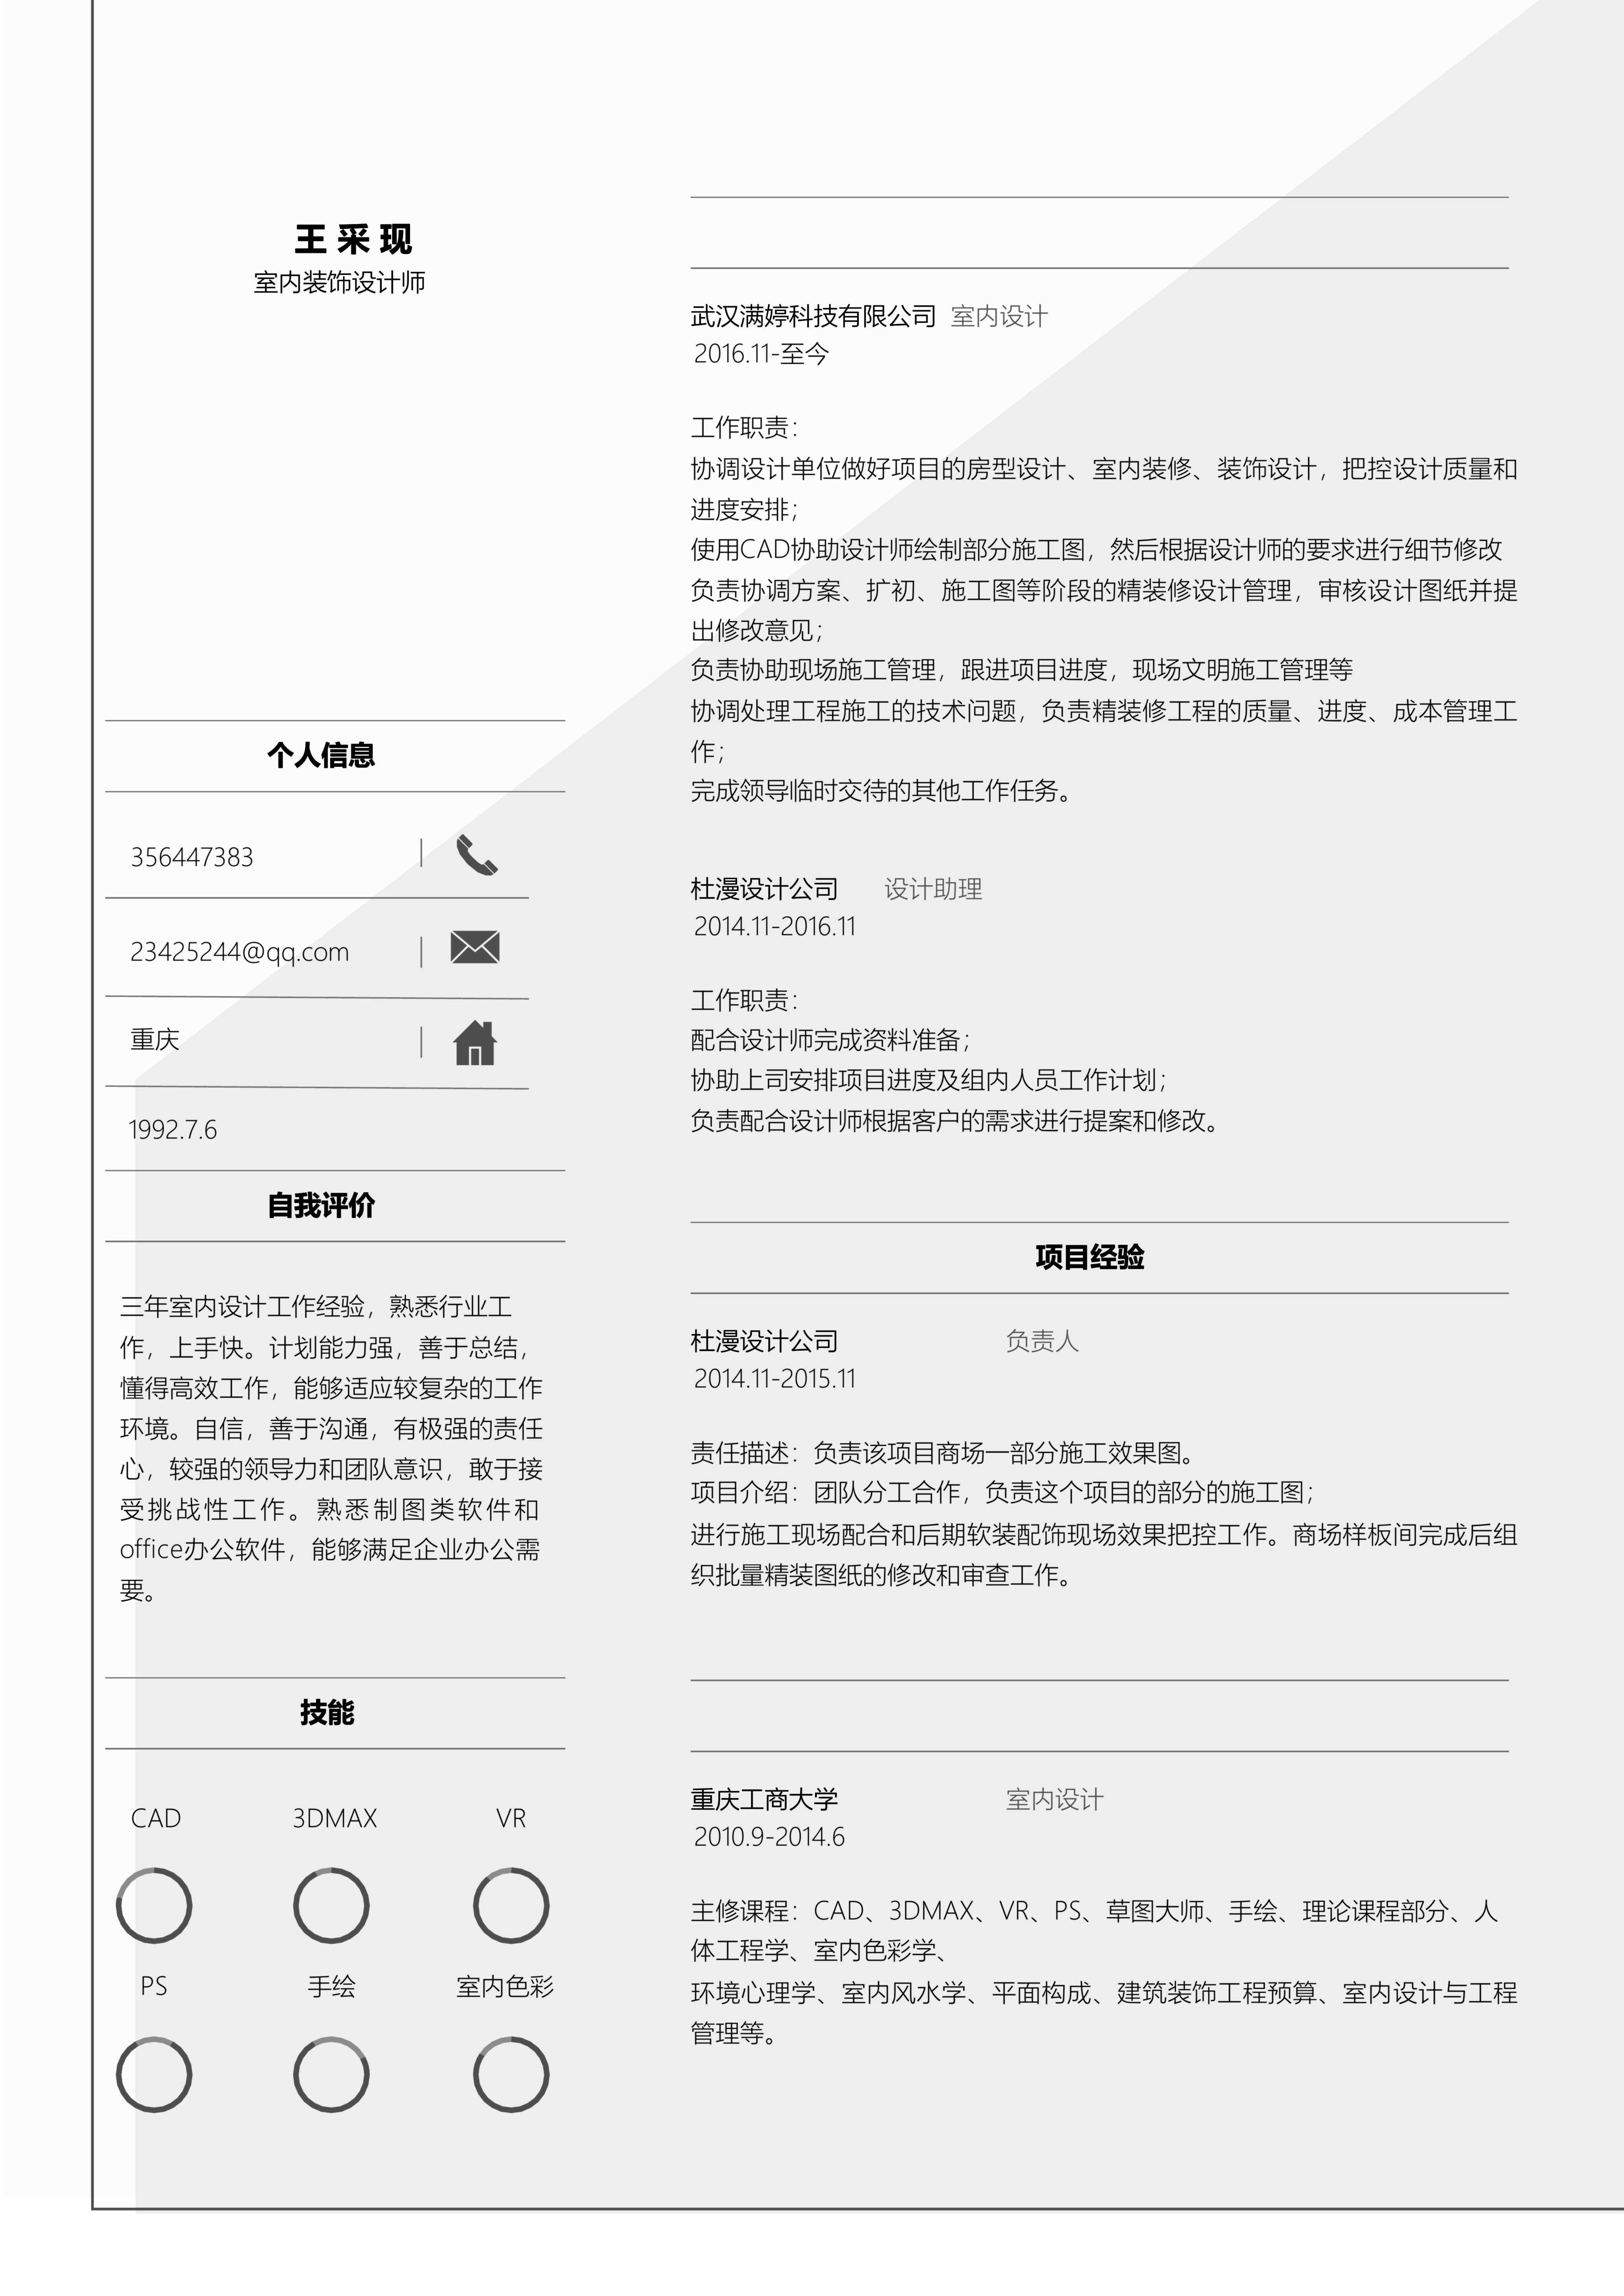 王采现
室内装饰设计师
个人信息
356447383
23425244@qq.com
重庆
1992.7.6
自我评价
三年室内设计工作经验，熟悉行业工
作，上手快。计划能力强，善于总结，
懂得高效工作，能够适应较复杂的工作
环境。自信，善于沟通，有极强的责任
心，较强的领导力和团队意识，敢于接
受挑战性工作。熟悉制图类软件和
office办公软件，能够满足企业办公需
要。
技能
CAD 3DMAX VR
PS 手绘 室内色彩
武汉满婷科技有限公司 室内设计
2016.11-至今
工作职责：
协调设计单位做好项目的房型设计、室内装修、装饰设计，把控设计质量和
进度安排；
使用CAD协助设计师绘制部分施工图，然后根据设计师的要求进行细节修改
负责协调方案、扩初、施工图等阶段的精装修设计管理，审核设计图纸并提
出修改意见；
负责协助现场施工管理，跟进项目进度，现场文明施工管理等
协调处理工程施工的技术问题，负责精装修工程的质量、进度、成本管理工
作；
完成领导临时交待的其他工作任务。
杜漫设计公司 设计助理
2014.11-2016.11
工作职责：
配合设计师完成资料准备；
协助上司安排项目进度及组内人员工作计划；
负责配合设计师根据客户的需求进行提案和修改。
项目经验
杜漫设计公司 负责人
2014.11-2015.11
责任描述：负责该项目商场一部分施工效果图。
项目介绍：团队分工合作，负责这个项目的部分的施工图；
进行施工现场配合和后期软装配饰现场效果把控工作。商场样板间完成后组
织批量精装图纸的修改和审查工作。
重庆工商大学 室内设计
2010.9-2014.6
主修课程：CAD、3DMAX、VR、PS、草图大师、手绘、理论课程部分、人
体工程学、室内色彩学、
环境心理学、室内风水学、平面构成、建筑装饰工程预算、室内设计与工程
管理等。